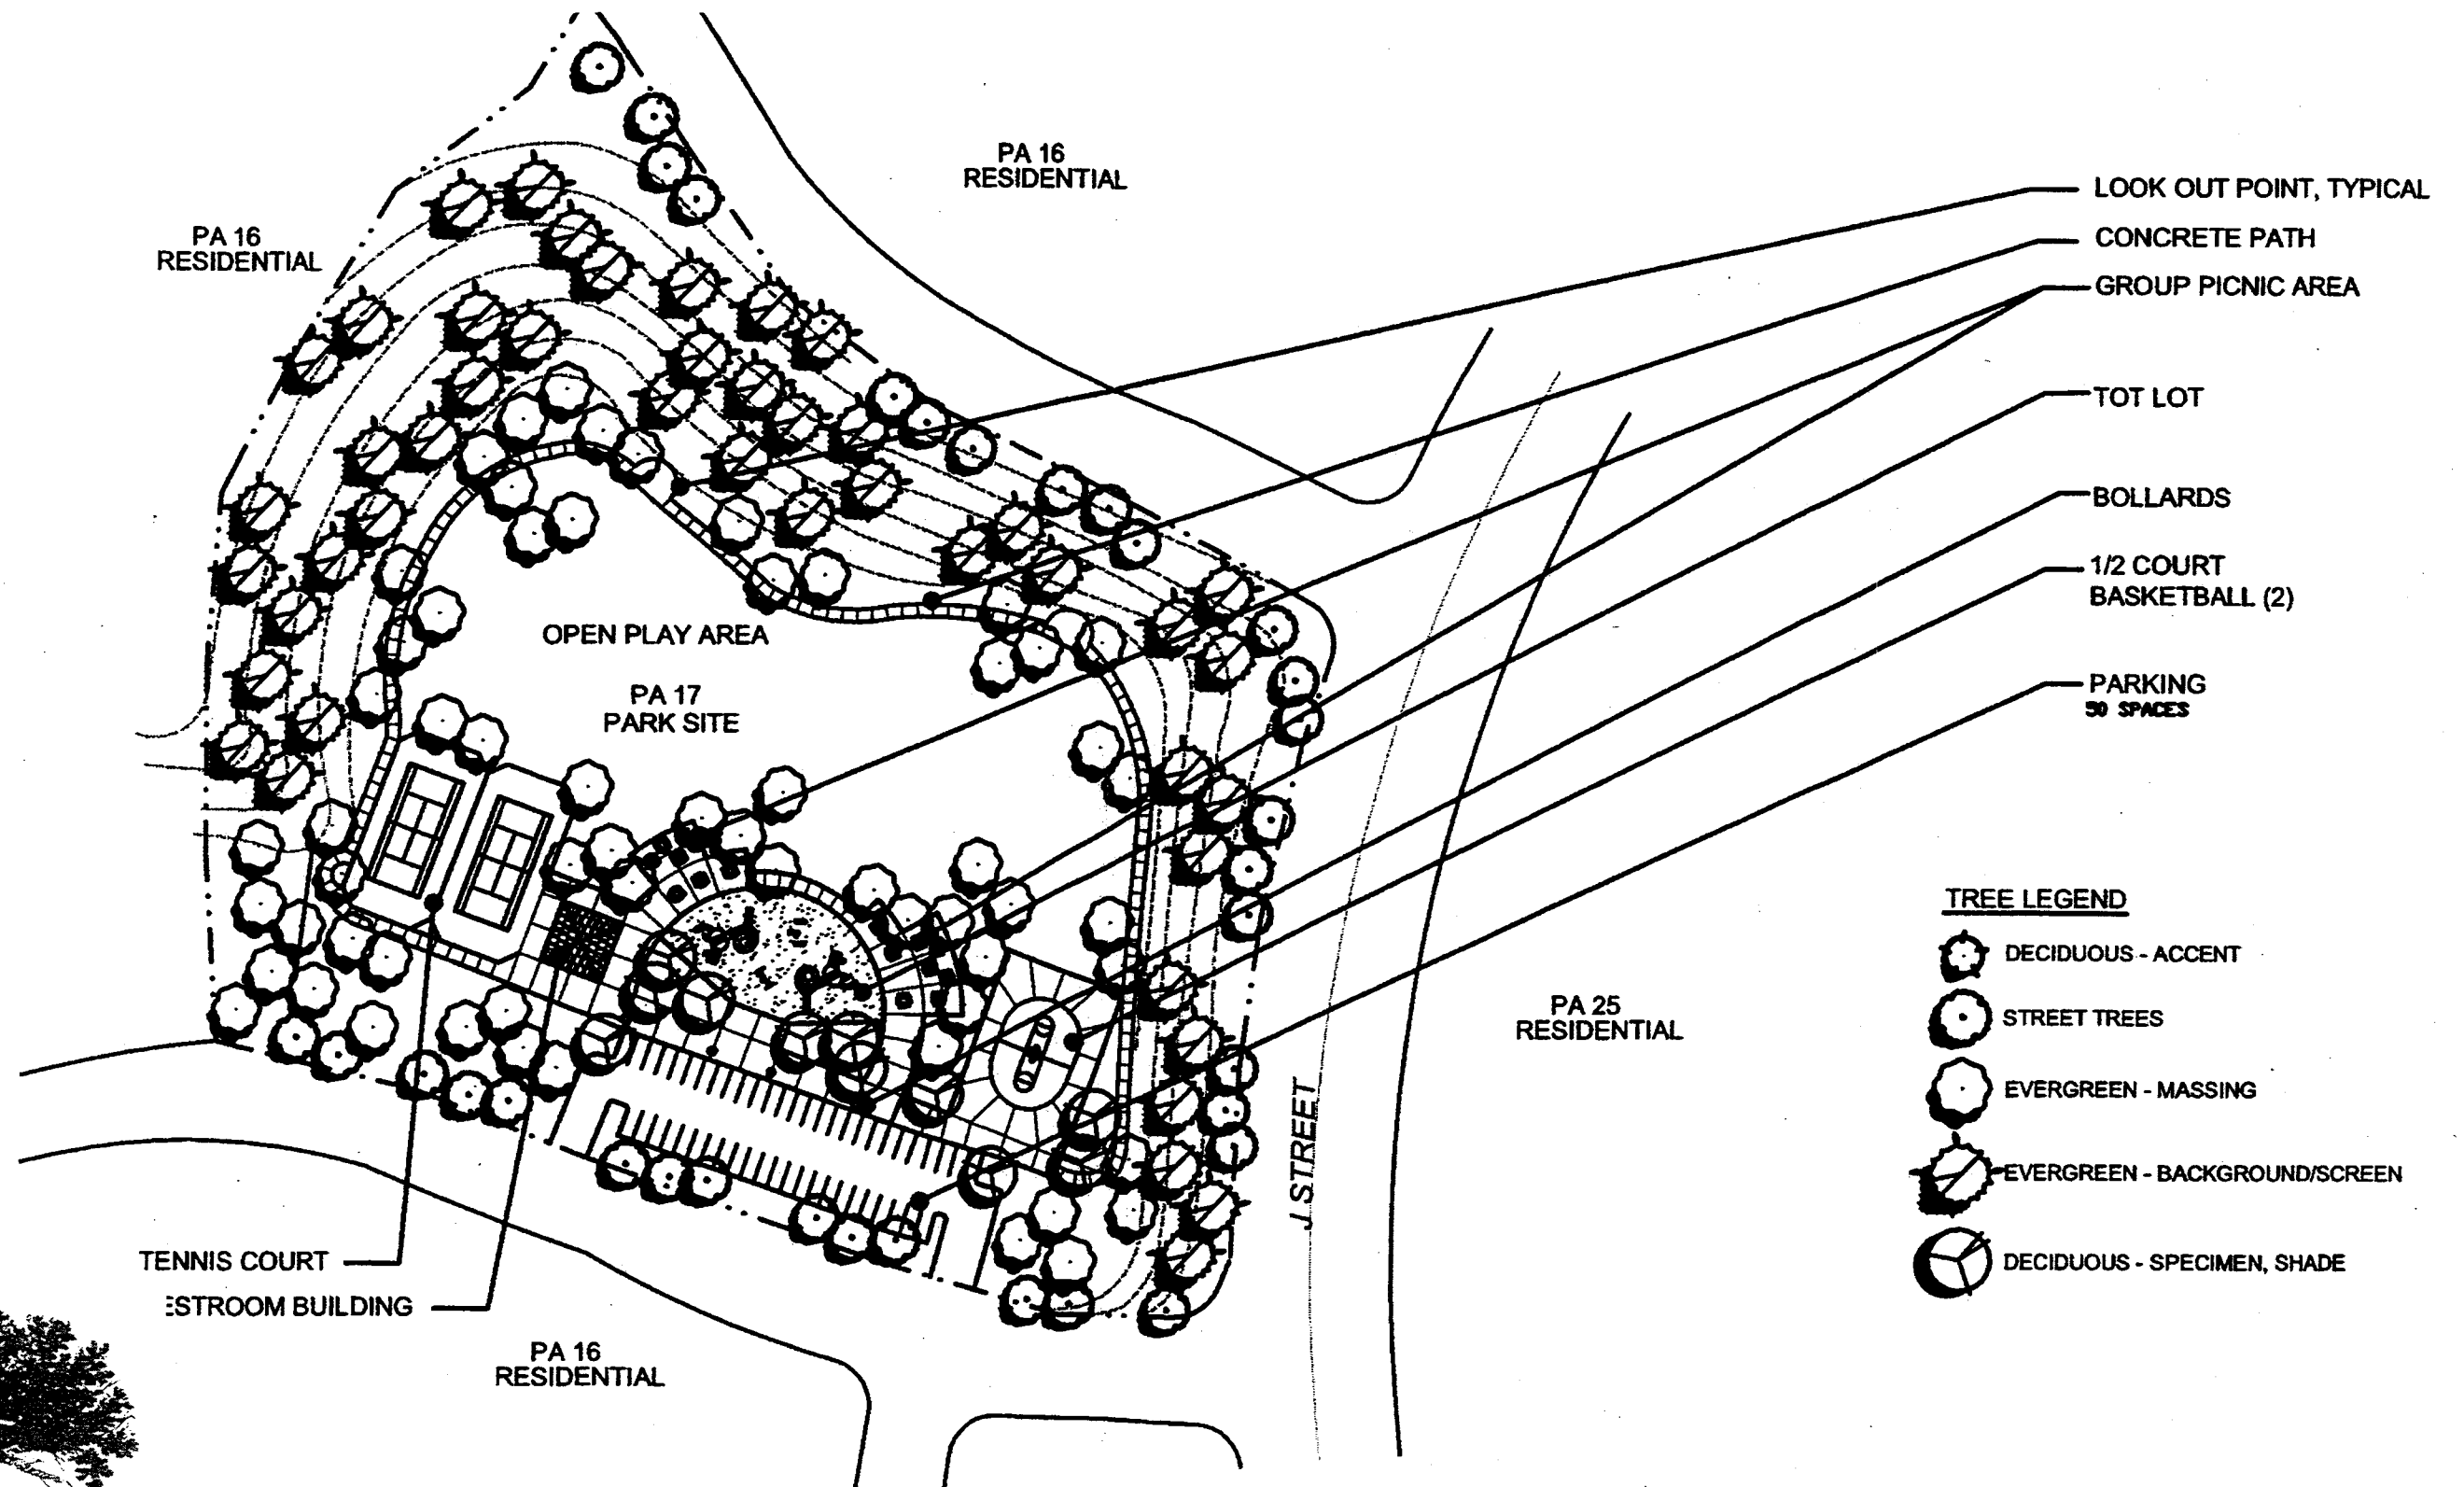 PA 16
RESIDENTIAL
PA 16
RESIDENTIAL
LOOK OUT POINT, TYPICAL
CONCRETE PATH
GROUP PICNIC AREA
TOT LOT
BOLLARDS
1/2 COURT
BASKETBALL (2)
PARKING
50 SPACES
OPEN PLAY AREA
PA 17
PARK SITE
TREE LEGEND
DECIDUOUS - ACCENT
STREET TREES
EVERGREEN - MASSING
EVERGREEN - BACKGROUND/SCREEN
DECIDUOUS - SPECIMEN, SHADE
PA 25
RESIDENTIAL
J STREET
TENNIS COURT
ESTROOM BUILDING
PA 16
RESIDENTIAL